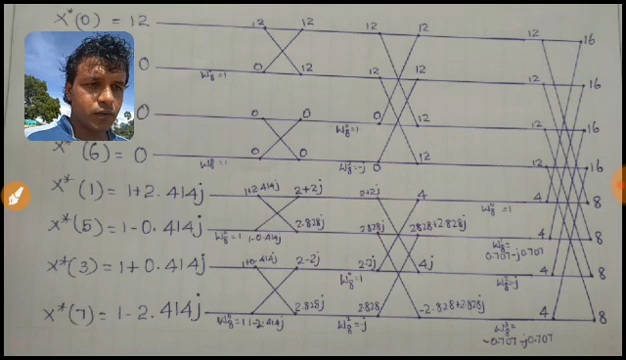 X*(0) = 12 12 12 12 12 12 16
0 W₈⁰=1 0 12 12 12 12 16
0 0 0 W₈⁰=1 0 12 12 16
X*(6) = 0 W₈⁰=1 0 0 0 12 12 16
X*(1) = 1+2.414j 1+2.414j 2+2j 2+2j 4 W₈⁰ = 1 4 8
X*(5) = 1-0.414j W₈⁰=1 1-0.414j 2.828j 2.828j 2.828+2.828j 4 8
0.707-j0.707
X*(3) = 1+0.414j 1+0.414j 2-2j W₈⁰=1 2-2j 4j W₈²=-j 4 8
X*(7) = 1-2.414j W₈⁰=1 1-2.414j 2.828j W₈²=-j 2.828 -2.828+2.828j 4 8
-0.707-j0.707